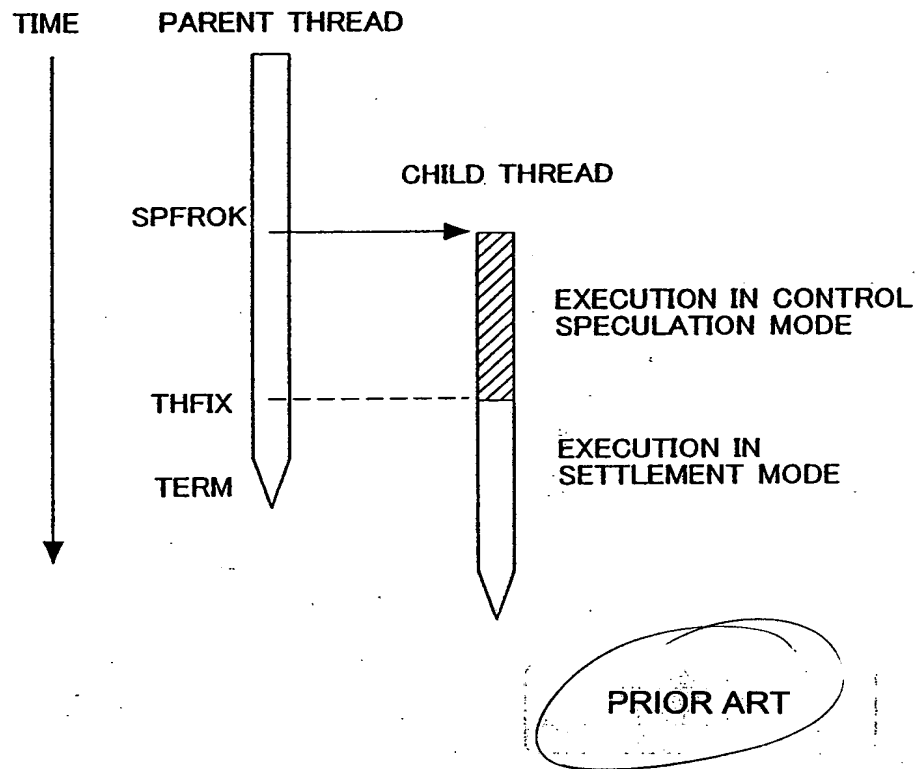 TIME
PARENT THREAD
CHILD THREAD
SPFROK
EXECUTION IN CONTROL
SPECULATION MODE
THFIX
EXECUTION IN
SETTLEMENT MODE
TERM
PRIOR ART